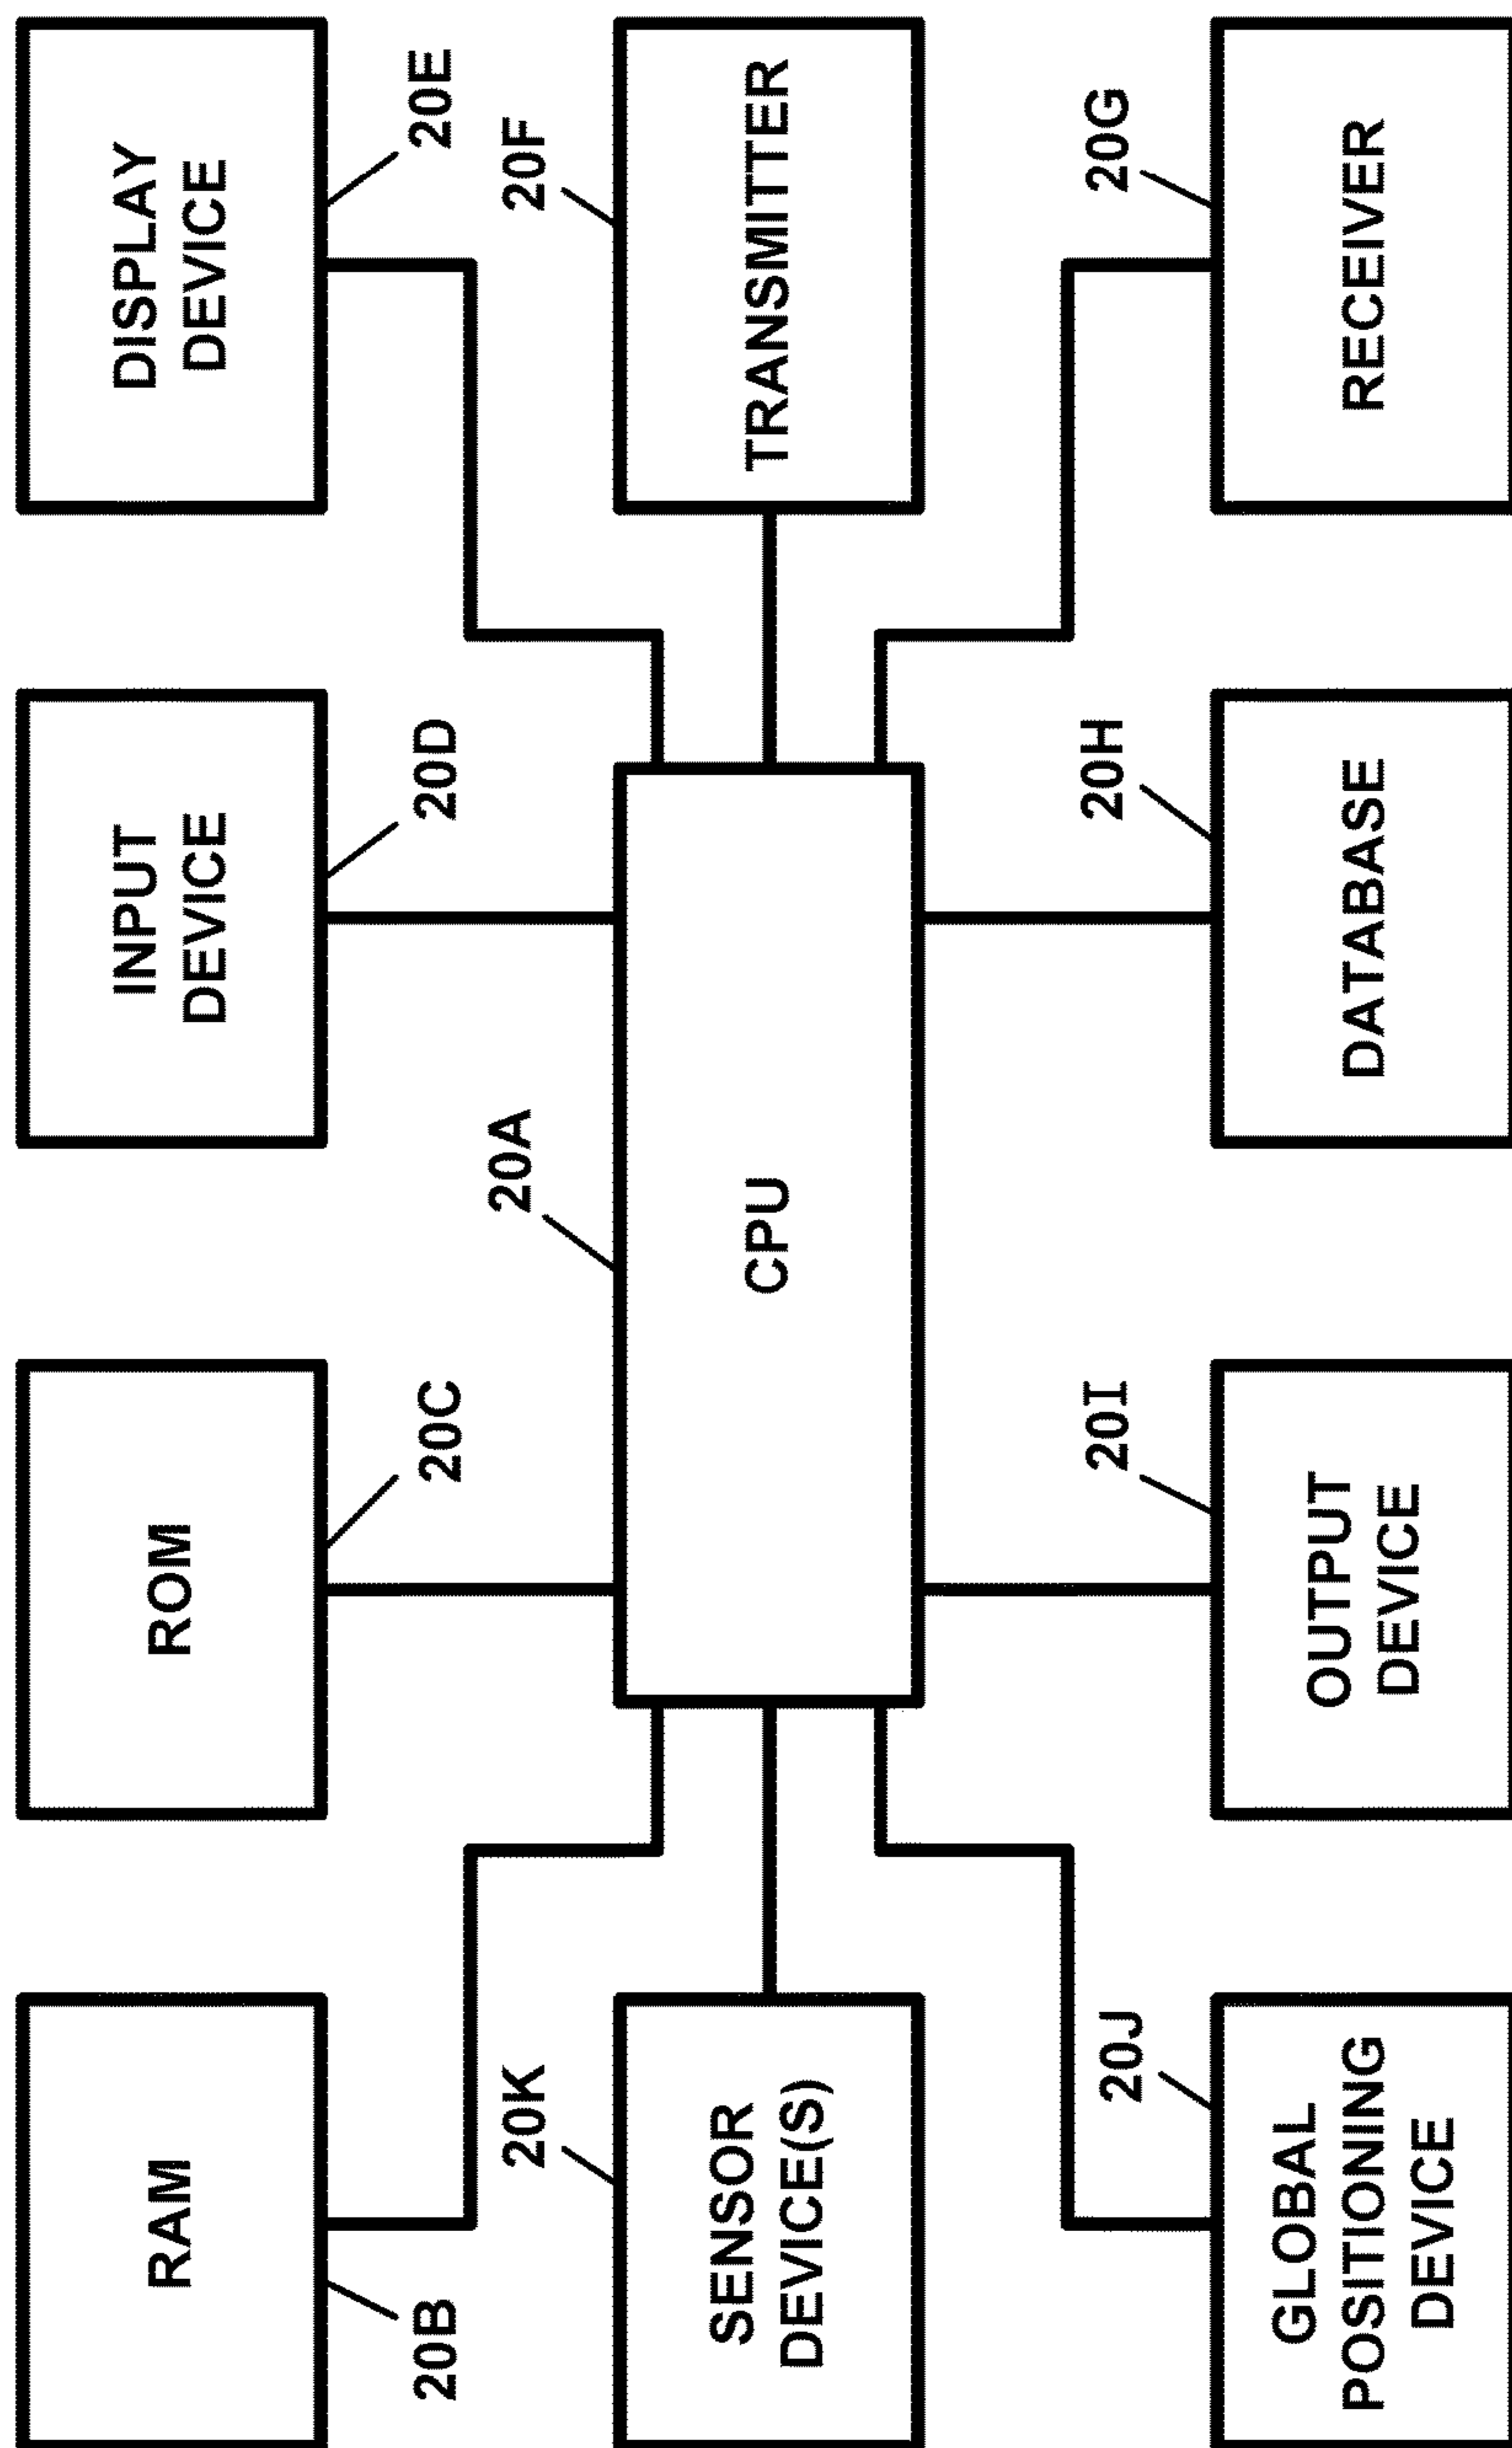 RAM
20B
ROM
20C
INPUT
DEVICE
20D
DISPLAY
DEVICE
20E
SENSOR
DEVICE(S)
20K
CPU
20A
TRANSMITTER
20F
GLOBAL
POSITIONING
DEVICE
20J
OUTPUT
DEVICE
20I
DATABASE
20H
RECEIVER
20G